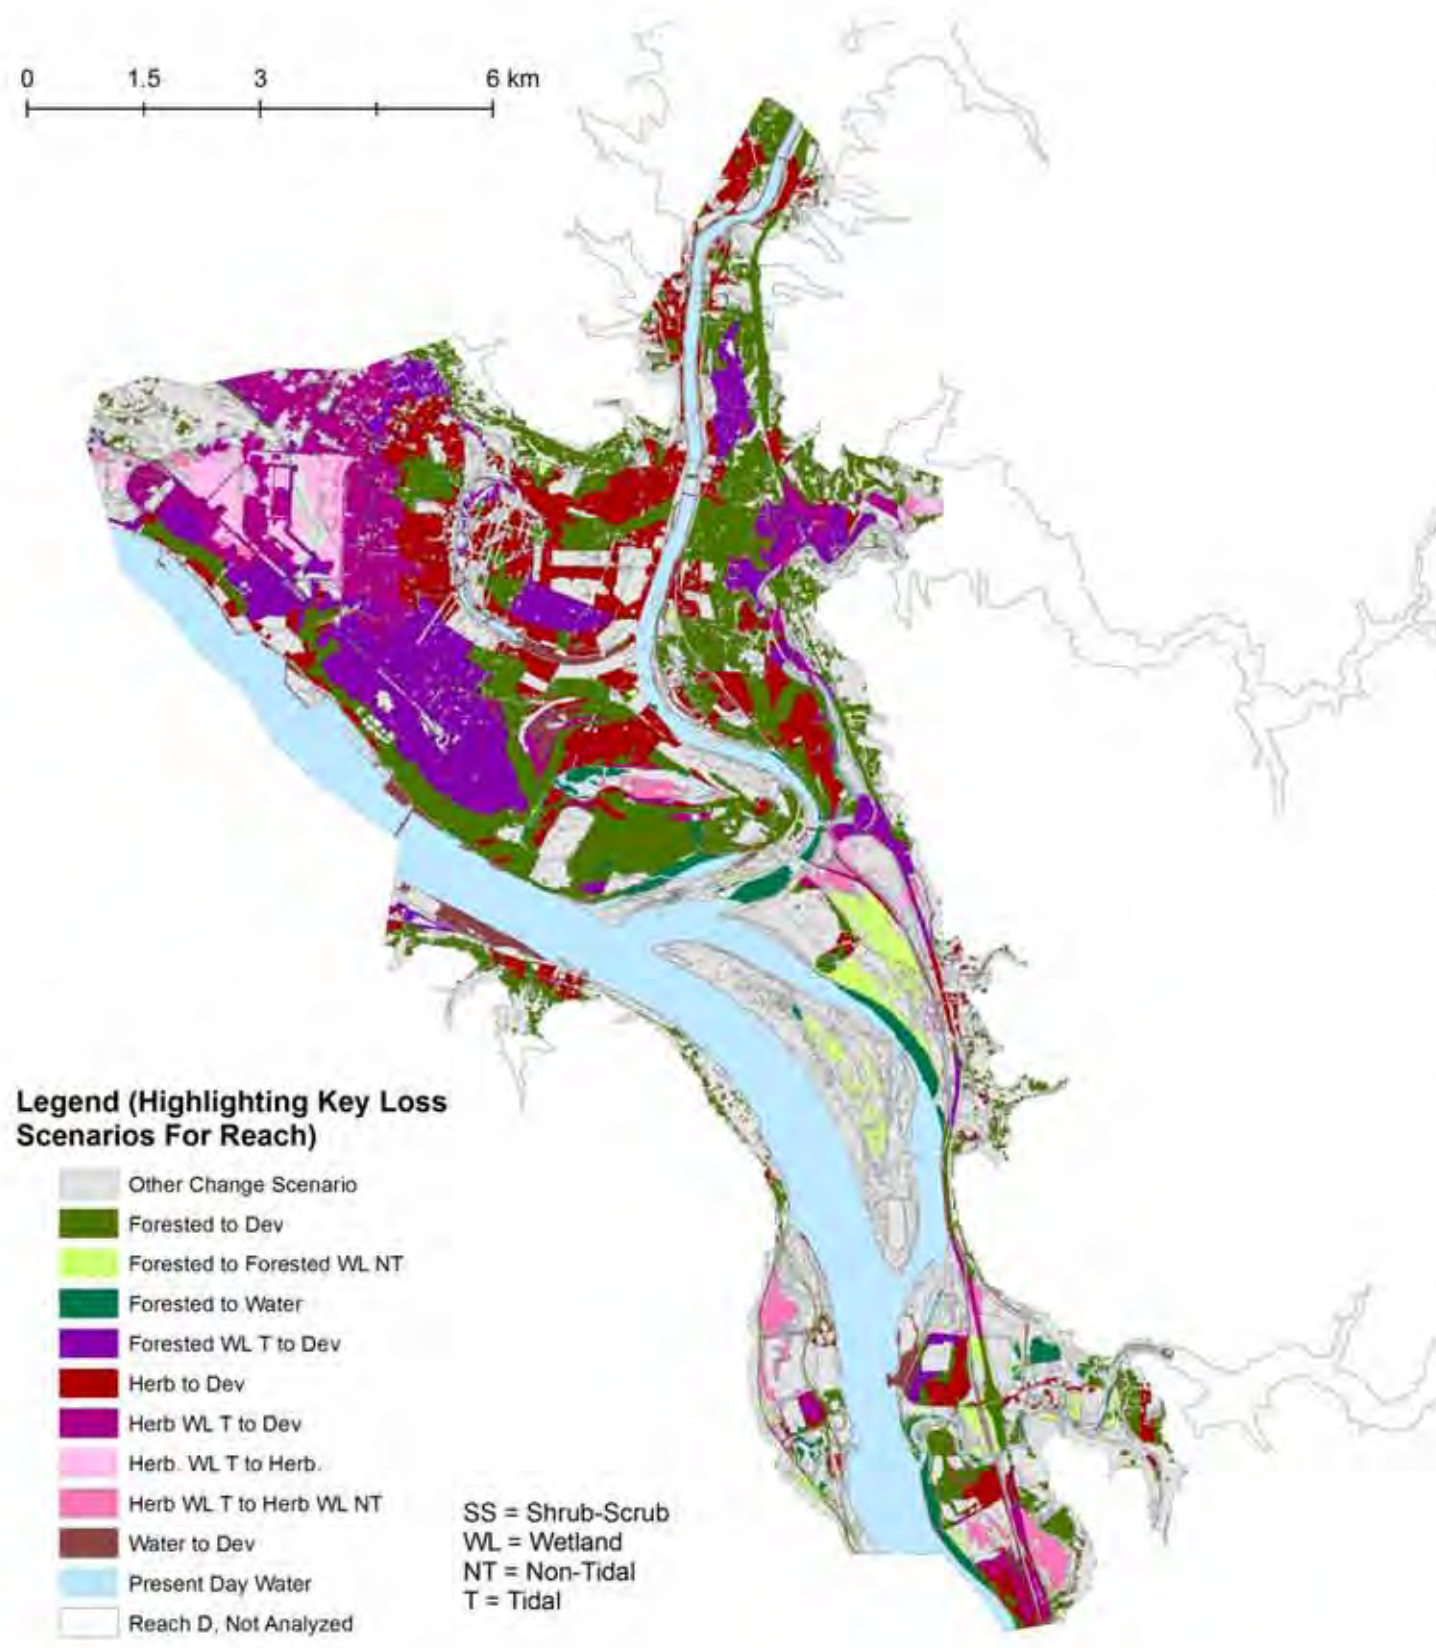 0 1.5 3 6 km
Legend (Highlighting Key Loss
Scenarios For Reach)
Other Change Scenario
Forested to Dev
Forested to Forested WL NT
Forested to Water
Forested WL T to Dev
Herb to Dev
Herb WL T to Dev
Herb. WL T to Herb.
Herb WL T to Herb WL NT
Water to Dev
Present Day Water
Reach D, Not Analyzed
SS = Shrub-Scrub
WL = Wetland
NT = Non-Tidal
T = Tidal